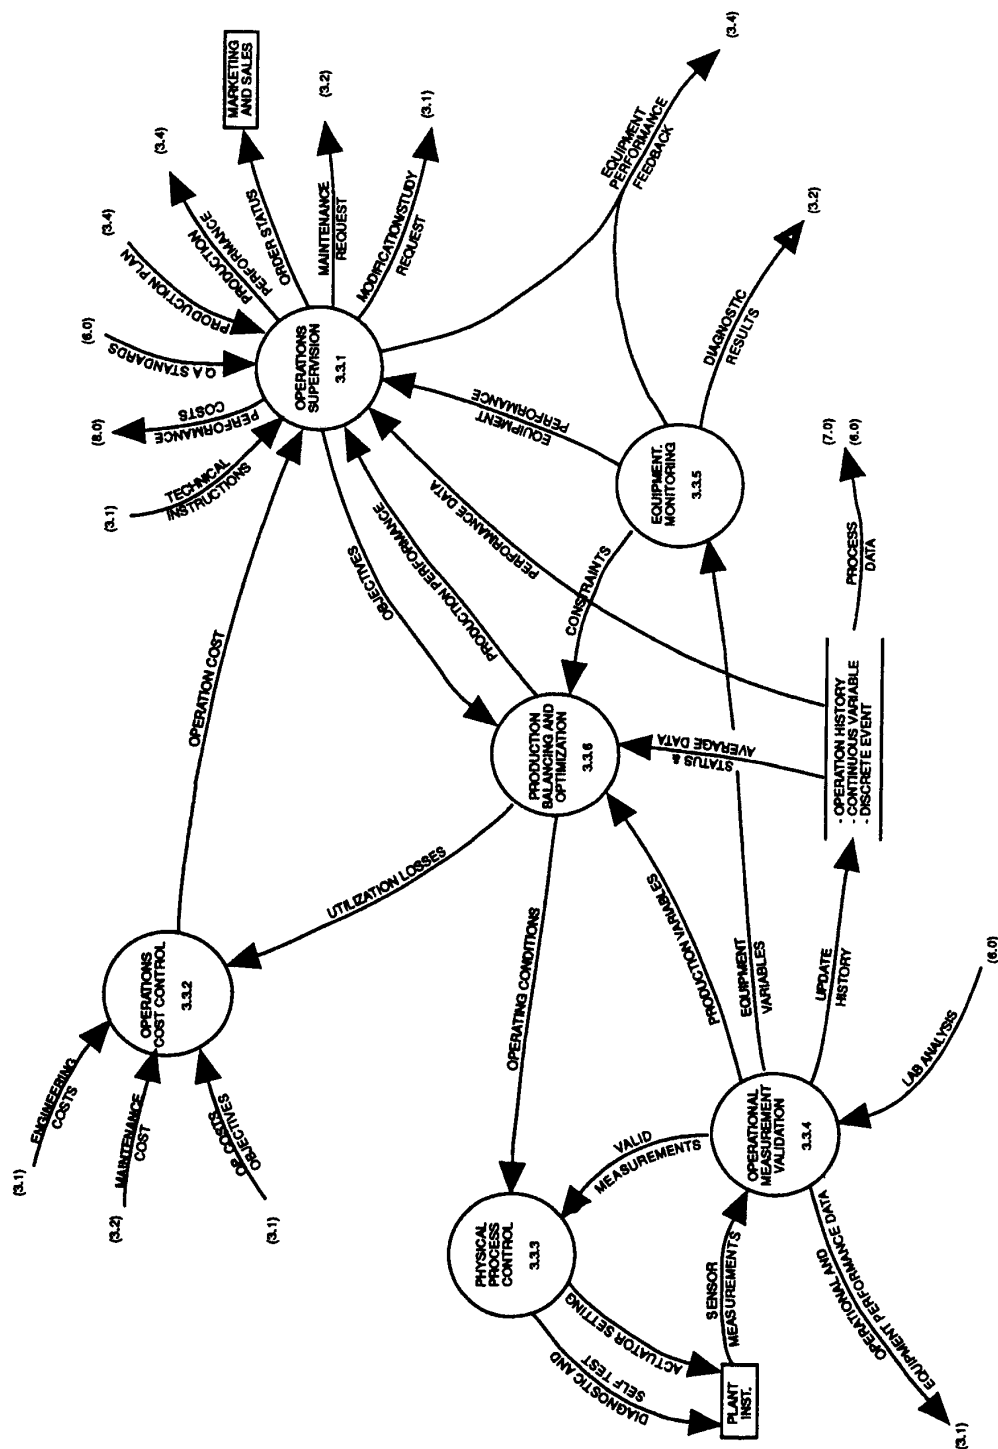 (3.1)
ENGINEERING
COSTS
(3.2)
MAINTENANCE
COST
(3.1)
OP COSTS
OBJECTIVES
OPERATIONS
COST CONTROL
3.3.2
OPERATION COST
UTILIZATION LOSSES
(3.1)
TECHNICAL
INSTRUCTIONS
(8.0)
PERFORMANCE
COSTS
(6.0)
QA STANDARDS
(3.4)
PRODUCTION PLAN
(3.4)
PRODUCTION
PERFORMANCE
ORDER STATUS
MARKETING
AND SALES
MAINTENANCE
REQUEST
(3.2)
MODIFICATION/STUDY
REQUEST
(3.1)
OPERATIONS
SUPERVISION
3.3.1
OBJECTIVES
PRODUCTION PERFORMANCE
PERFORMANCE DATA
EQUIPMENT
PERFORMANCE
EQUIPMENT
PERFORMANCE
FEEDBACK
(3.4)
PHYSICAL
PROCESS
CONTROL
3.3.3
OPERATING CONDITIONS
PRODUCTION
BALANCING AND
OPTIMIZATION
3.3.6
CONSTRAINTS
EQUIPMENT.
MONITORING
3.3.5
DIAGNOSTIC
RESULTS
(3.2)
DIAGNOSTIC AND
SELF TEST
ACTUATOR SETTING
PLANT
INST.
SENSOR
MEASUREMENTS
VALID
MEASUREMENTS
OPERATIONAL
MEASUREMENT
VALIDATION
3.3.4
PRODUCTION VARIABLES
EQUIPMENT
VARIABLES
STATUS &
AVERAGE DATA
UPDATE
HISTORY
- OPERATION HISTORY
- CONTINUOUS VARIABLE
- DISCRETE EVENT
PROCESS
DATA
(7.0)
(6.0)
LAB ANALYSIS
(6.0)
OPERATIONAL AND
EQUIPMENT PERFORMANCE DATA
(3.1)